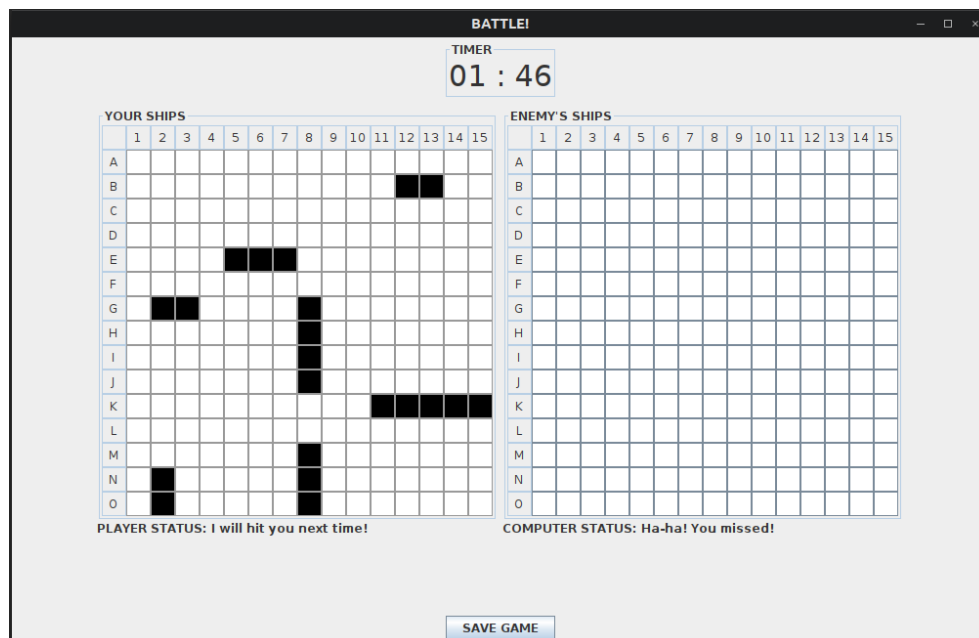 BATTLE!
TIMER
01 : 46
YOUR SHIPS
1 2 3 4 5 6 7 8 9 10 11 12 13 14 15
A
B
C
D
E
F
G
H
I
J
K
L
M
N
O
PLAYER STATUS: I will hit you next time!
ENEMY'S SHIPS
1 2 3 4 5 6 7 8 9 10 11 12 13 14 15
A
B
C
D
E
F
G
H
I
J
K
L
M
N
O
COMPUTER STATUS: Ha-ha! You missed!
SAVE GAME